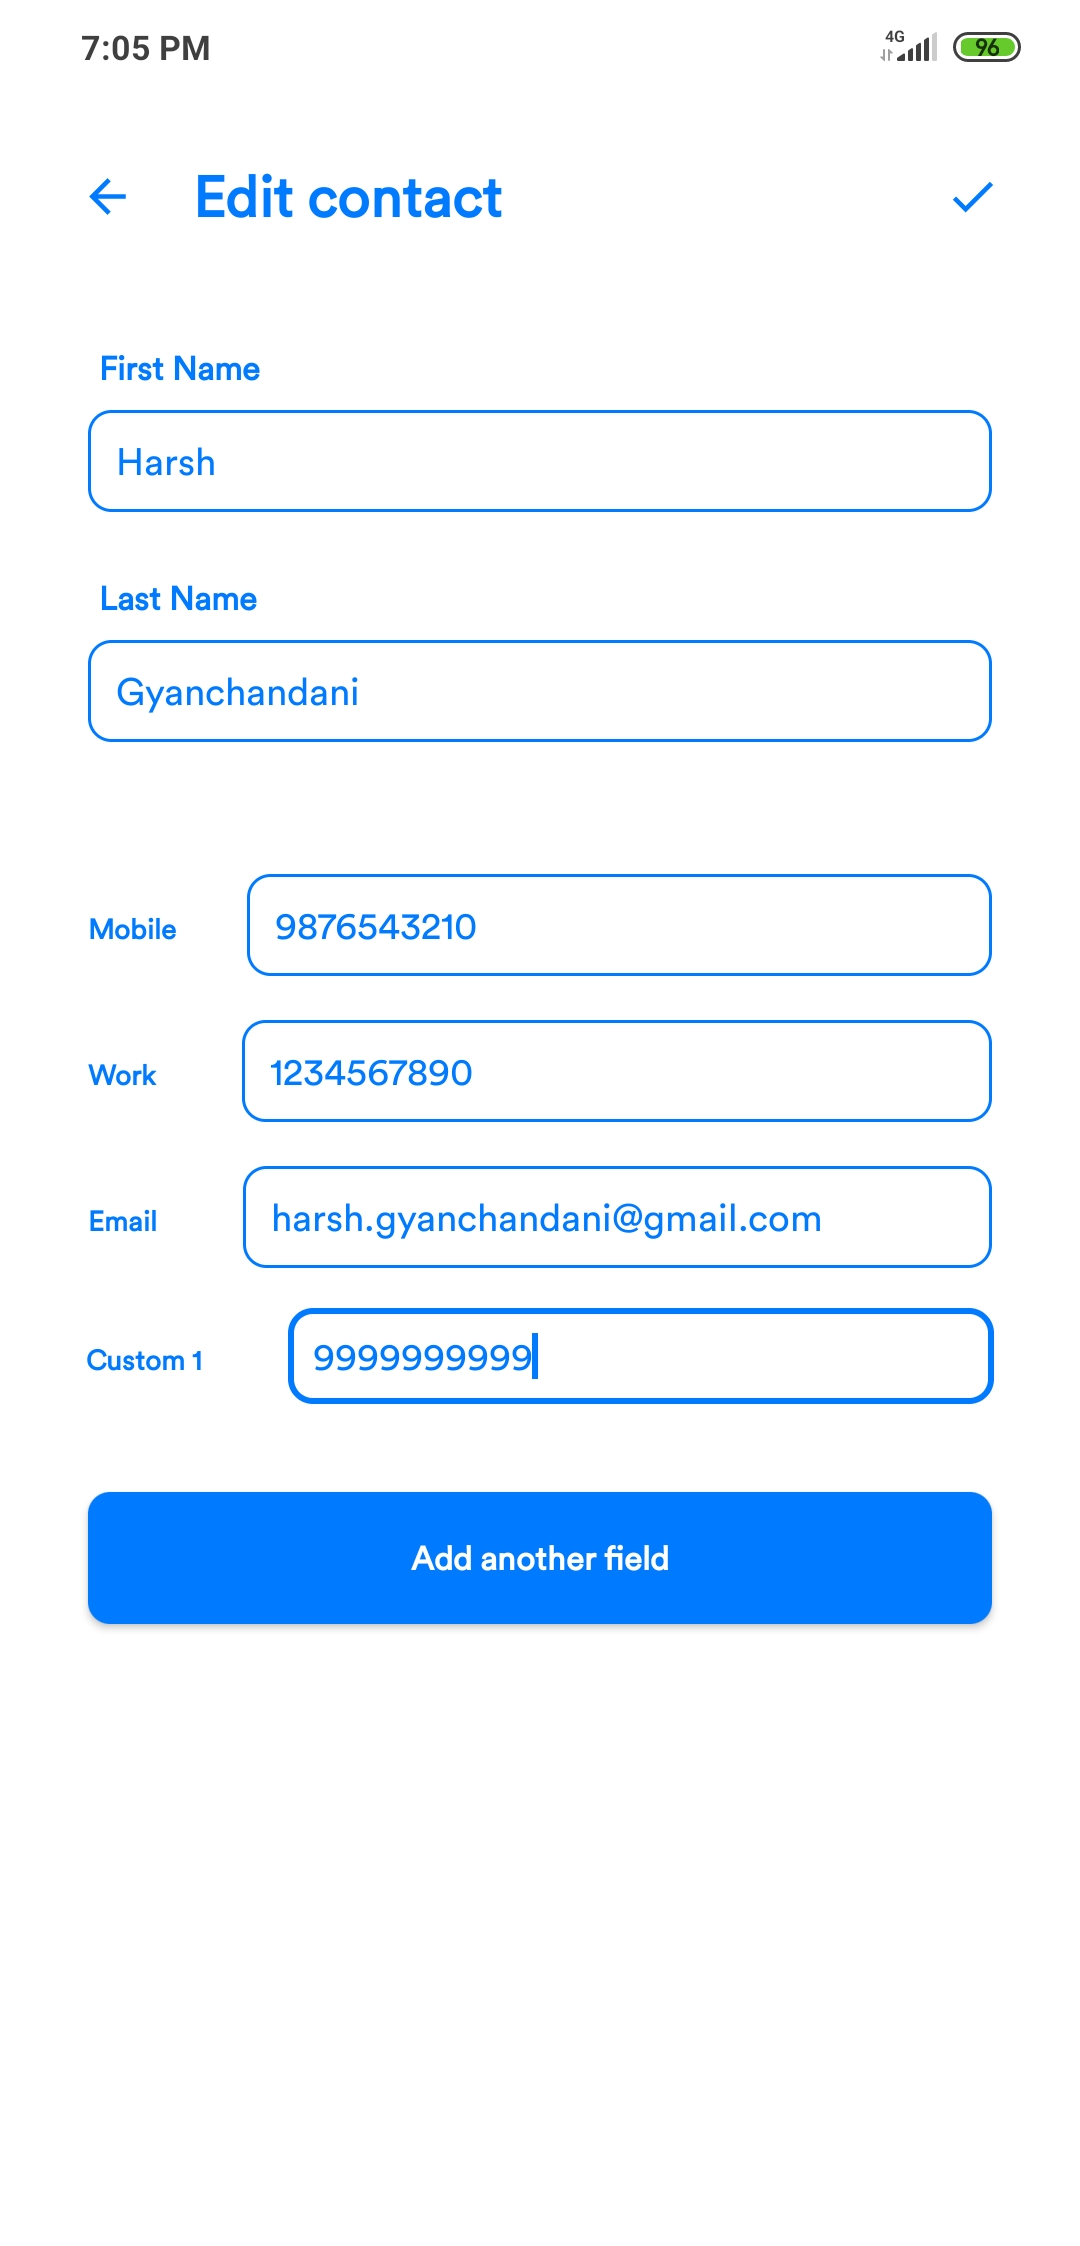 7:05 PM 4G 96
Edit contact
First Name
Harsh
Last Name
Gyanchandani
Mobile 9876543210
Work 1234567890
Email harsh.gyanchandani@gmail.com
Custom 1 9999999999
Add another field